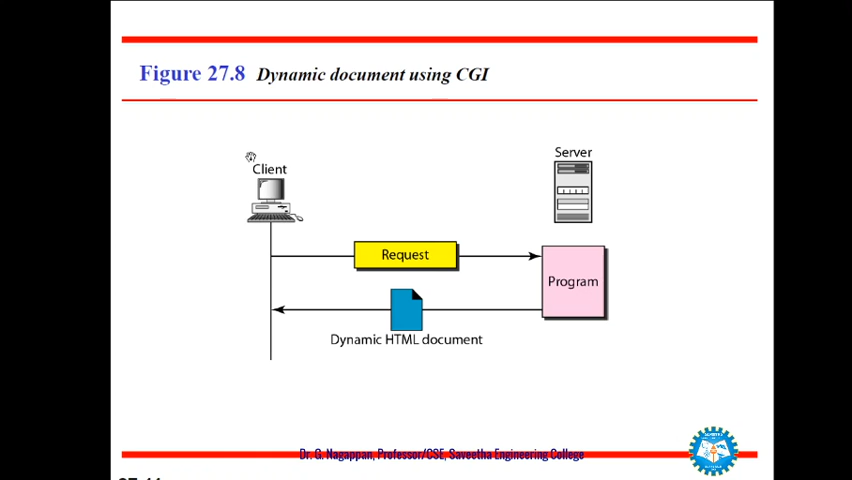 Figure 27.8 Dynamic document using CGI
Client
Server
Request
Program
Dynamic HTML document
Dr. G. Nagappan, Professor/CSE, Saveetha Engineering College